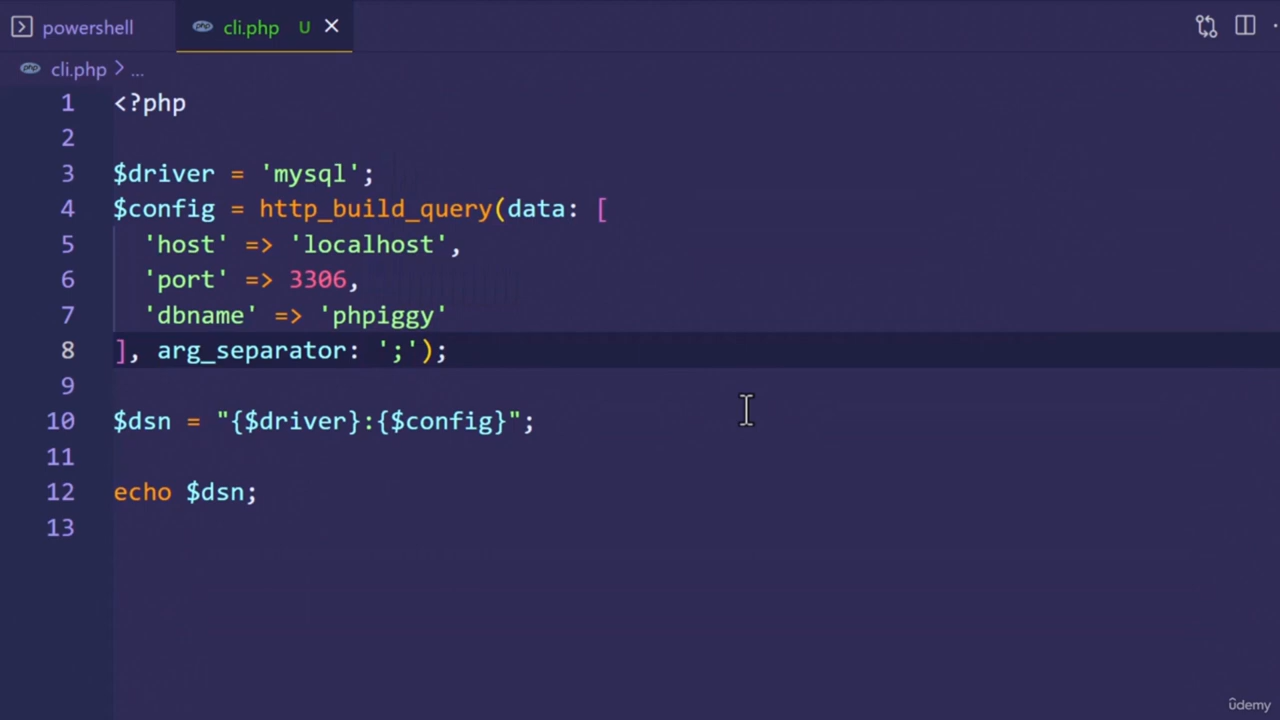 powershell
cli.php U
cli.php > ...
1 <?php
2
3 $driver = 'mysql';
4 $config = http_build_query(data: [
5   'host' => 'localhost',
6   'port' => 3306,
7   'dbname' => 'phpiggy'
8 ], arg_separator: ';');
9
10 $dsn = "{$driver}:{$config}";
11
12 echo $dsn;
13
ûdemy